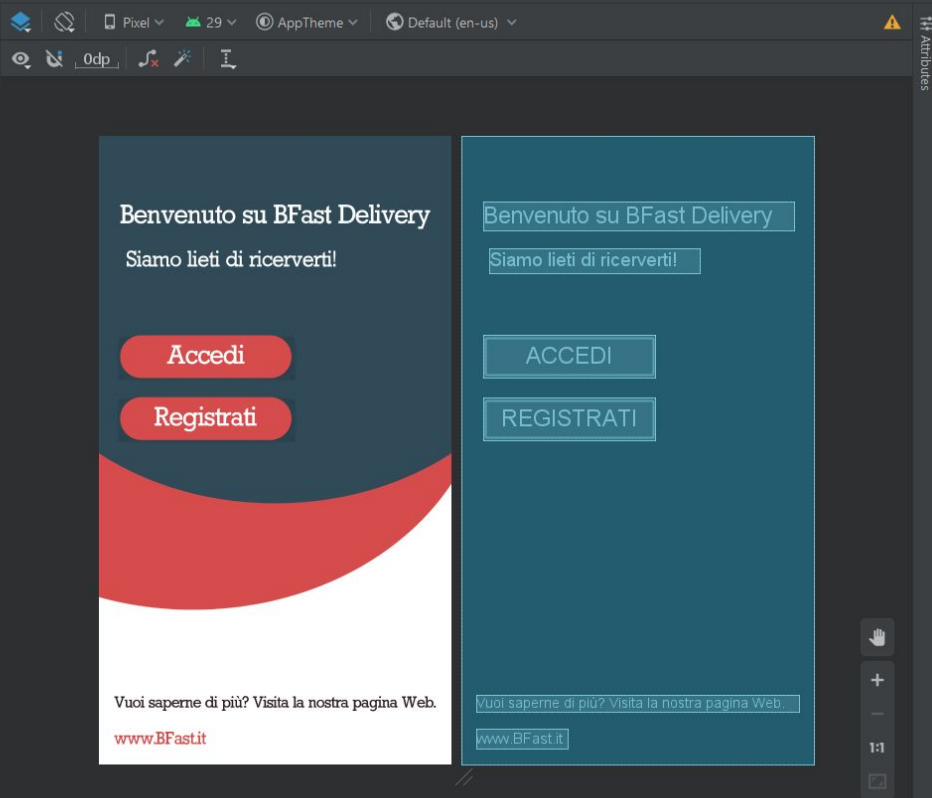 Pixel 29 AppTheme Default (en-us)
Attributes
0dp
Benvenuto su BFast Delivery
Siamo lieti di ricerverti!
Accedi
Registrati
Vuoi saperne di più? Visita la nostra pagina Web.
www.BFast.it
Benvenuto su BFast Delivery
Siamo lieti di ricerverti!
ACCEDI
REGISTRATI
Vuoi saperne di più? Visita la nostra pagina Web.
www.BFast.it
1:1